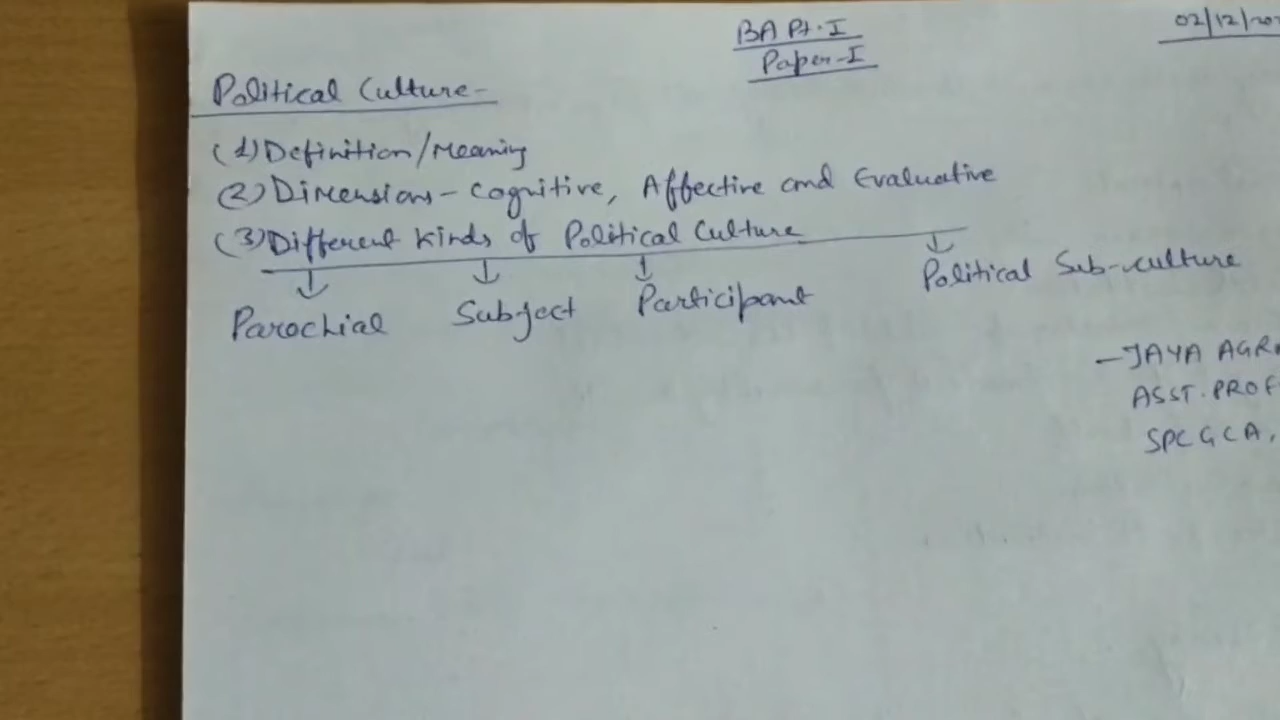 BA Pt. I
02/12/20
Paper-I
Political Culture-
(1) Definition/Meaning
(2) Dimensions - Cognitive, Affective and Evaluative
(3) Different Kinds of Political Culture
Parochial Subject Participant Political Sub-culture
- JAYA AGR
ASST. PROF
SPCGCA,